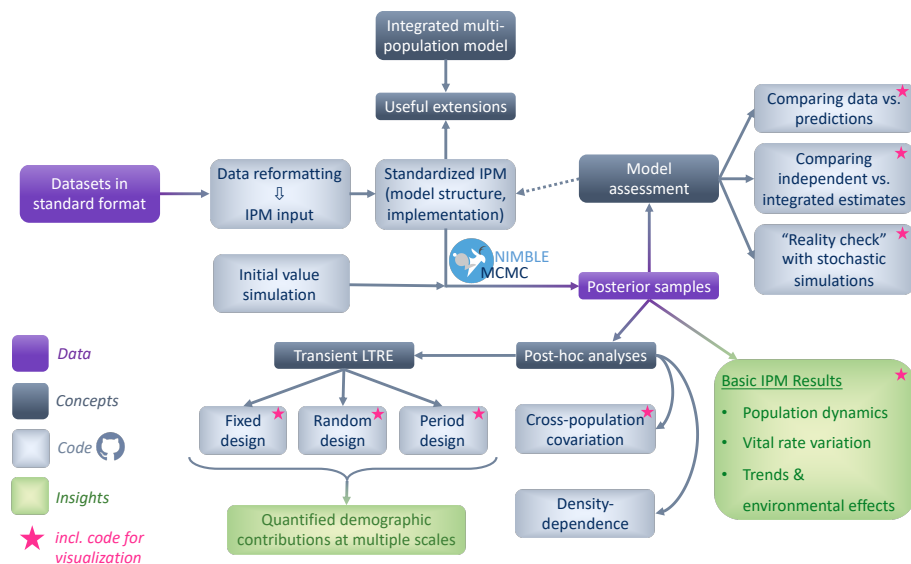 Integrated multi-
population model
Useful extensions
Comparing data vs.
predictions
Datasets in
standard format
Data reformatting
⇩
IPM input
Standardized IPM
(model structure,
implementation)
Model
assessment
Comparing
independent vs.
integrated estimates
"Reality check"
with stochastic
simulations
Initial value
simulation
NIMBLE
MCMC
Posterior samples
Data
Concepts
Code
Insights
incl. code for
visualization
Transient LTRE
Post-hoc analyses
Fixed
design
Random
design
Period
design
Cross-population
covariation
Quantified demographic
contributions at multiple scales
Density-
dependence
Basic IPM Results
• Population dynamics
• Vital rate variation
• Trends &
environmental effects